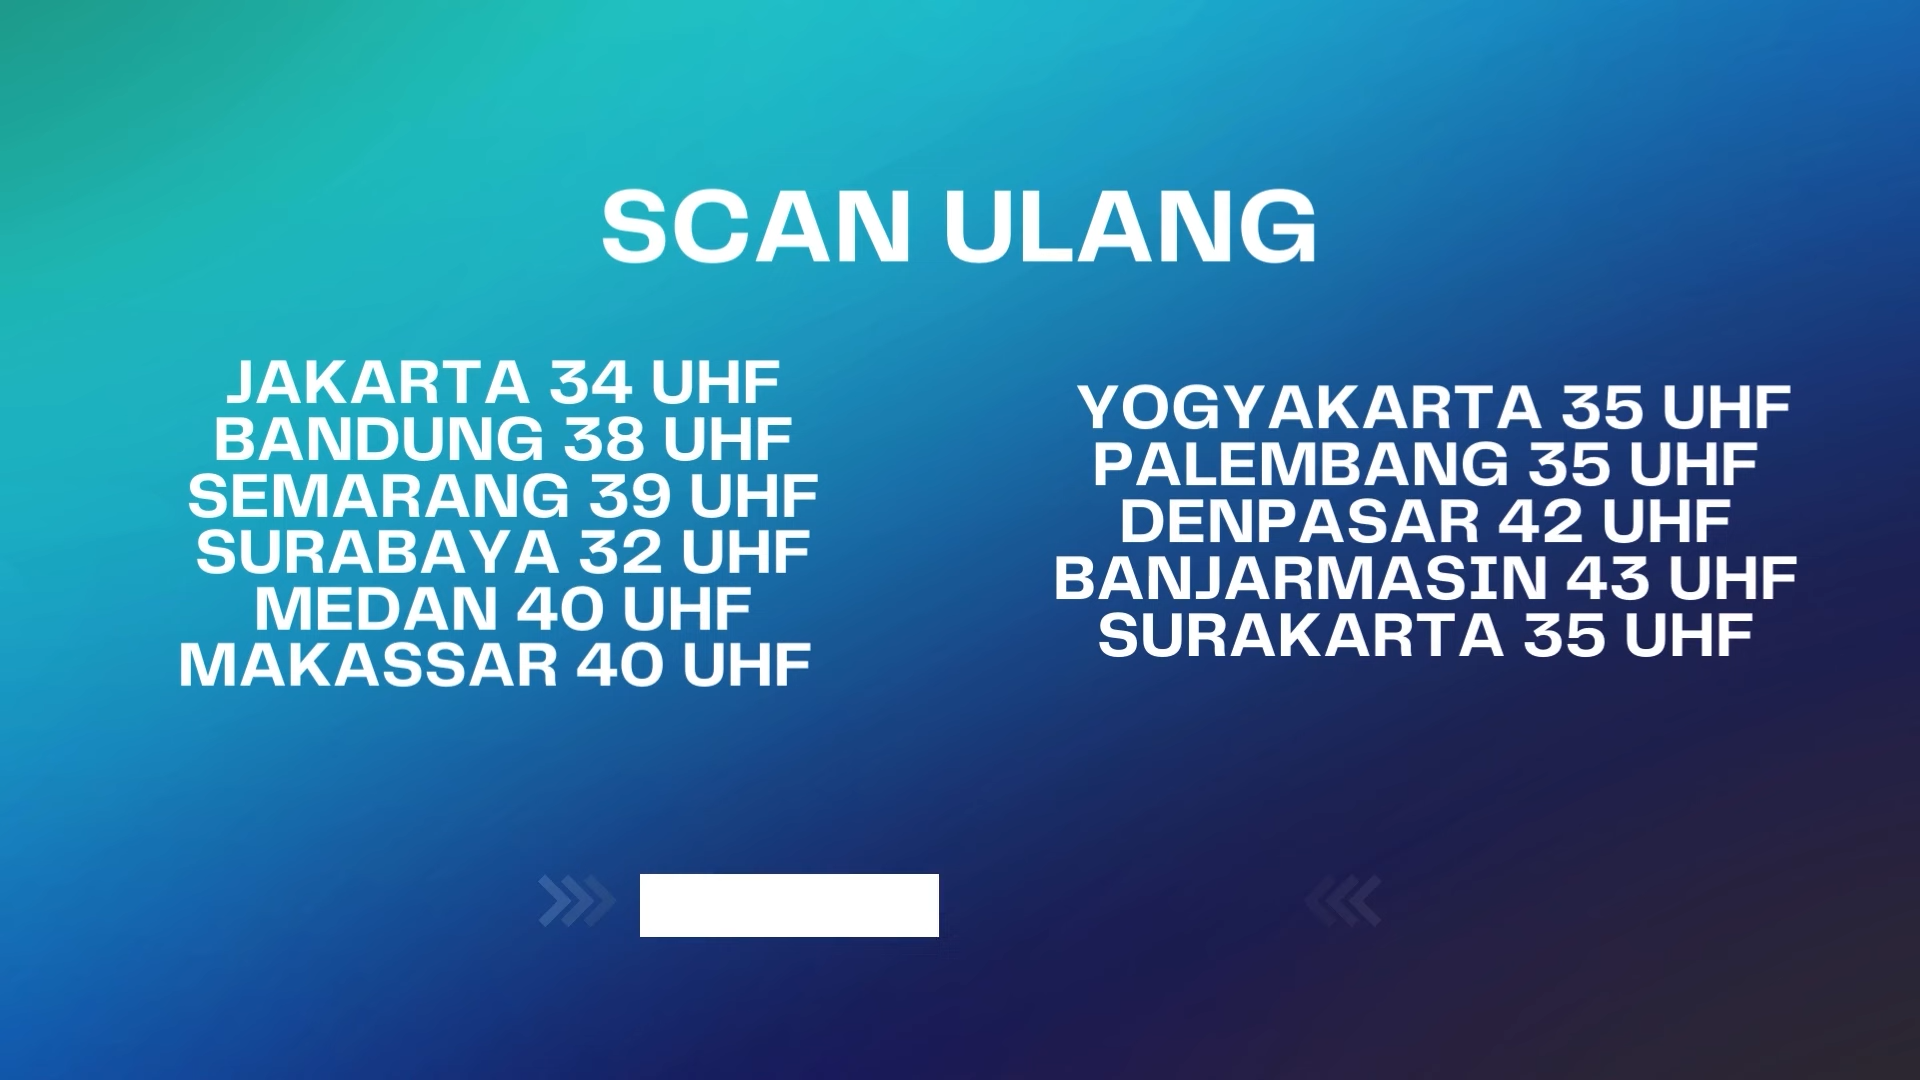 SCAN ULANG
JAKARTA 34 UHF
BANDUNG 38 UHF
SEMARANG 39 UHF
SURABAYA 32 UHF
MEDAN 40 UHF
MAKASSAR 40 UHF
YOGYAKARTA 35 UHF
PALEMBANG 35 UHF
DENPASAR 42 UHF
BANJARMASIN 43 UHF
SURAKARTA 35 UHF